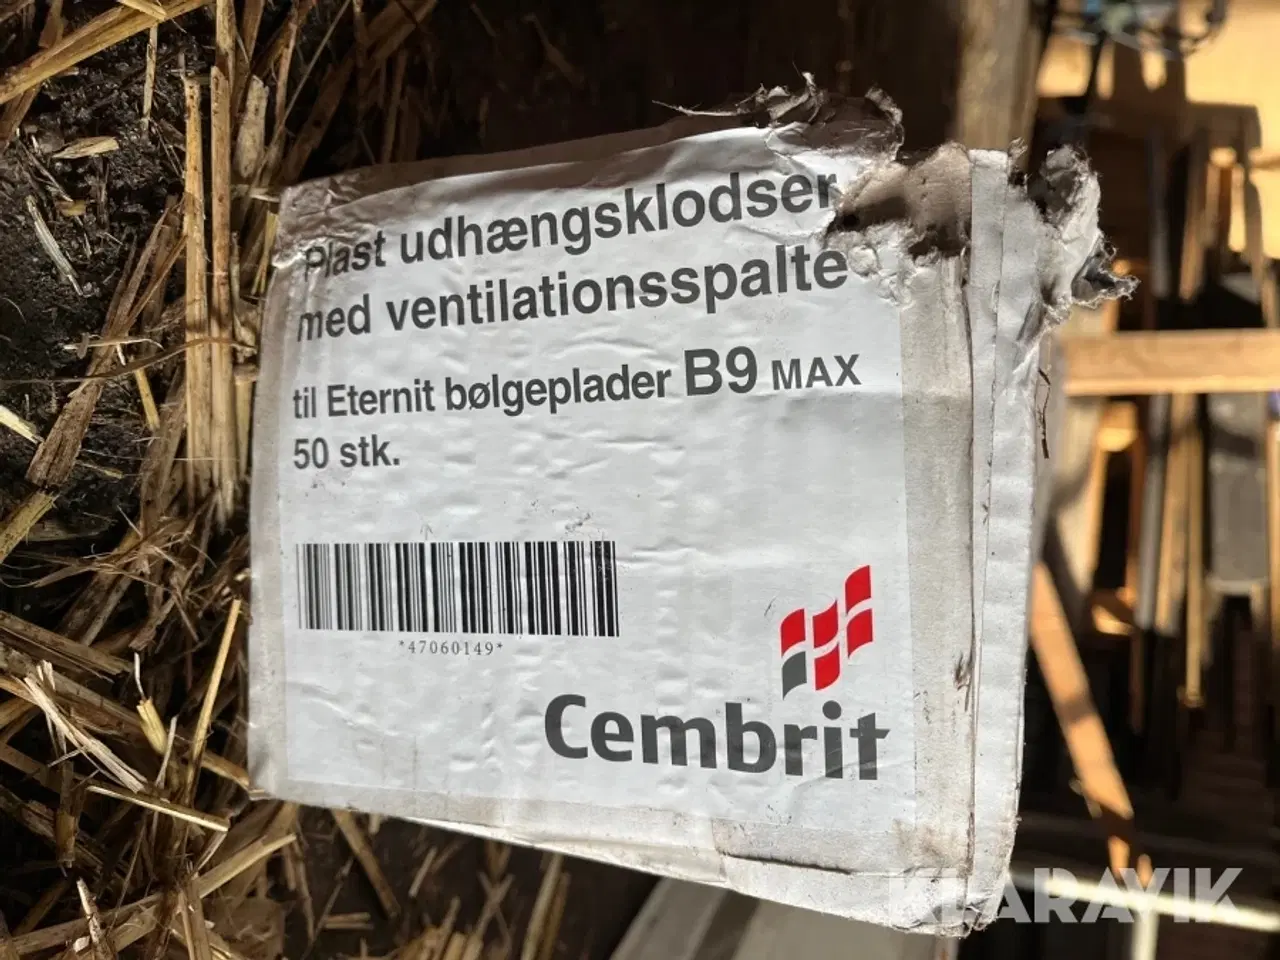 Plast udhængsklodser
med ventilationsspalte
til Eternit bølgeplader B9 MAX
50 stk.
*47060149*
Cembrit
KLARAVIK